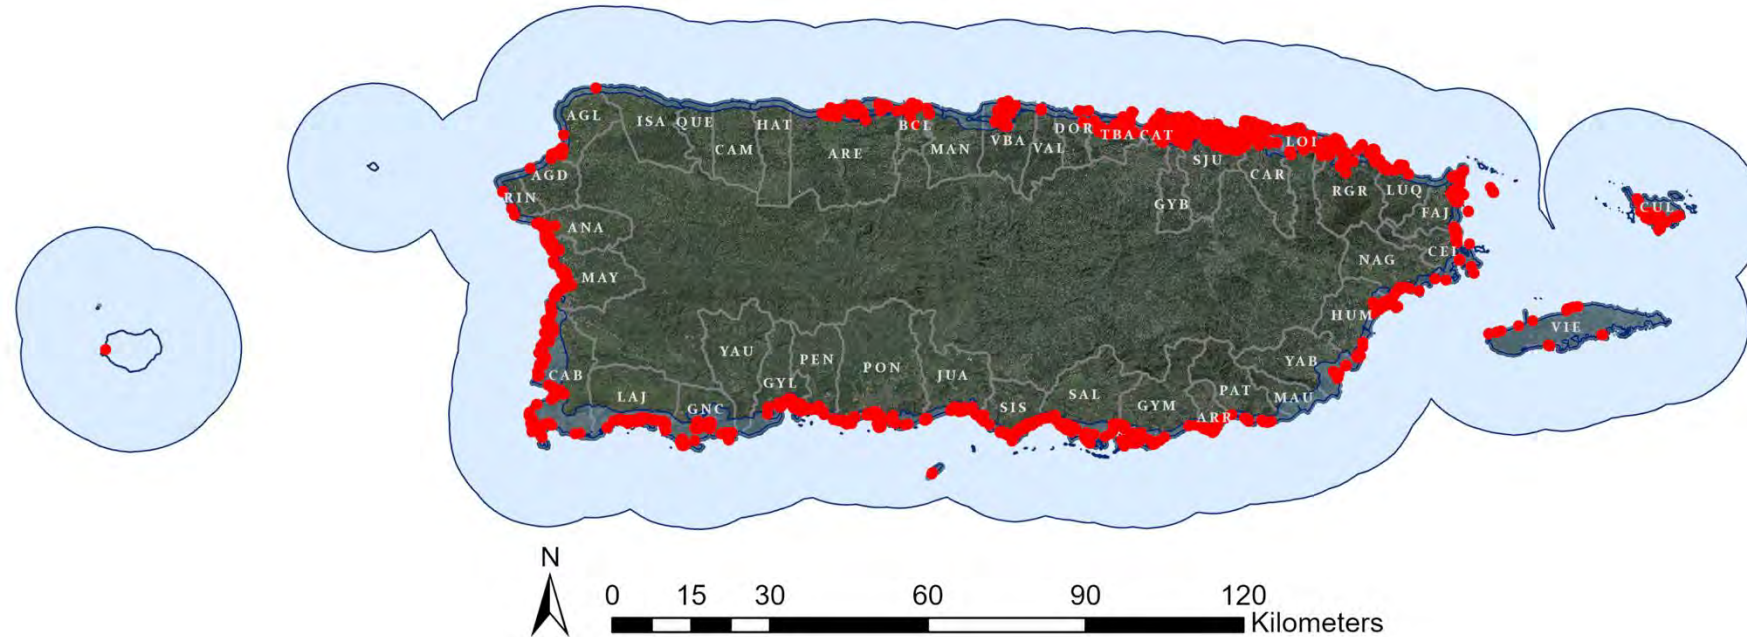 AGL
ISA QUE
CAM
HAT
ARE
BCL
MAN
VBA
VAL
DOR
TBA
CAT
SJU
LOI
CAR
GYB
RGR
LUQ
FAJ
CUL
AGD
RIN
ANA
MAY
NAG
CEI
HUM
VIE
YAU
PEN
PON
JUA
YAB
CAB
LAJ
GNC
GYL
SIS
SAL
GYM
ARR
PAT
MAU
N
0 15 30 60 90 120
Kilometers